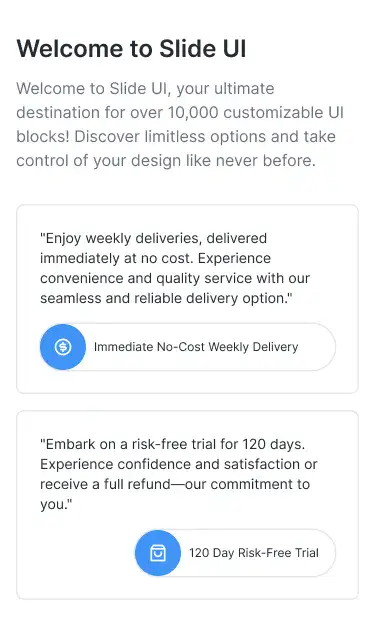 Welcome to Slide UI
Welcome to Slide UI, your ultimate
destination for over 10,000 customizable UI
blocks! Discover limitless options and take
control of your design like never before.
"Enjoy weekly deliveries, delivered
immediately at no cost. Experience
convenience and quality service with our
seamless and reliable delivery option."
Immediate No-Cost Weekly Delivery
"Embark on a risk-free trial for 120 days.
Experience confidence and satisfaction or
receive a full refund—our commitment to
you."
120 Day Risk-Free Trial